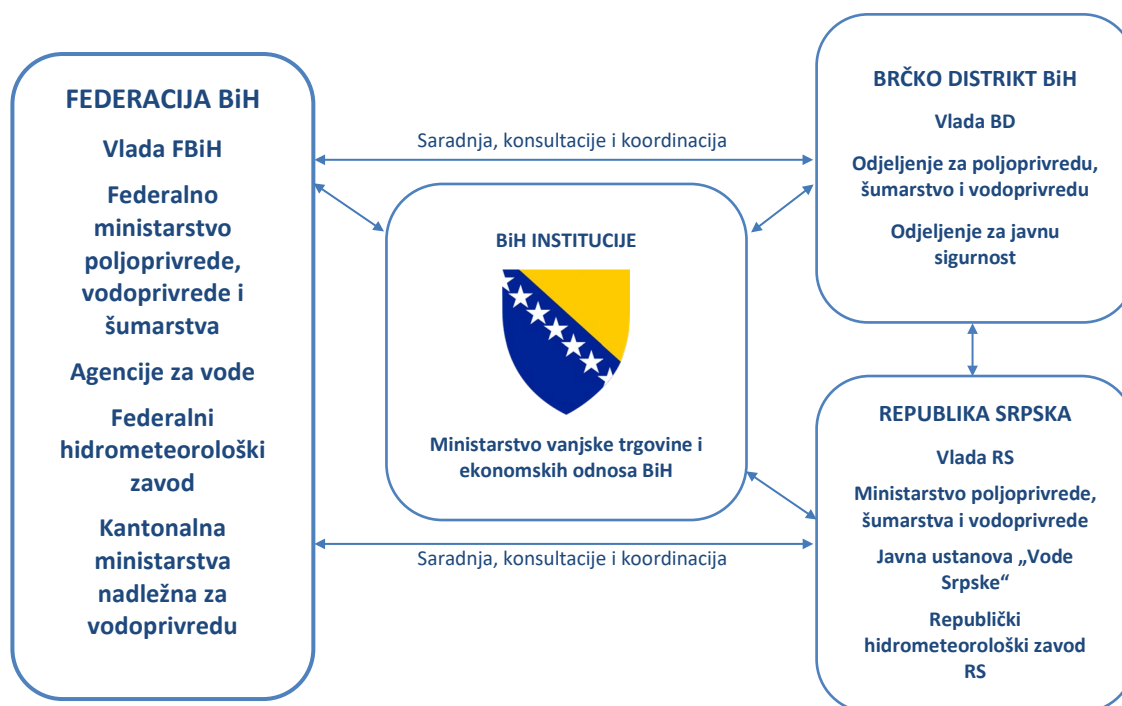 FEDERACIJA BiH
Vlada FBiH
Federalno
ministarstvo
poljoprivrede,
vodoprivrede i
šumarstva
Agencije za vode
Federalni
hidrometeorološki
zavod
Kantonalna
ministarstva
nadležna za
vodoprivredu
Saradnja, konsultacije i koordinacija
BiH INSTITUCIJE
Ministarstvo vanjske trgovine i
ekonomskih odnosa BiH
Saradnja, konsultacije i koordinacija
BRČKO DISTRIKT BiH
Vlada BD
Odjeljenje za poljoprivredu,
šumarstvo i vodoprivredu
Odjeljenje za javnu
sigurnost
REPUBLIKA SRPSKA
Vlada RS
Ministarstvo poljoprivrede,
šumarstva i vodoprivrede
Javna ustanova „Vode
Srpske“
Republički
hidrometeorološki zavod
RS